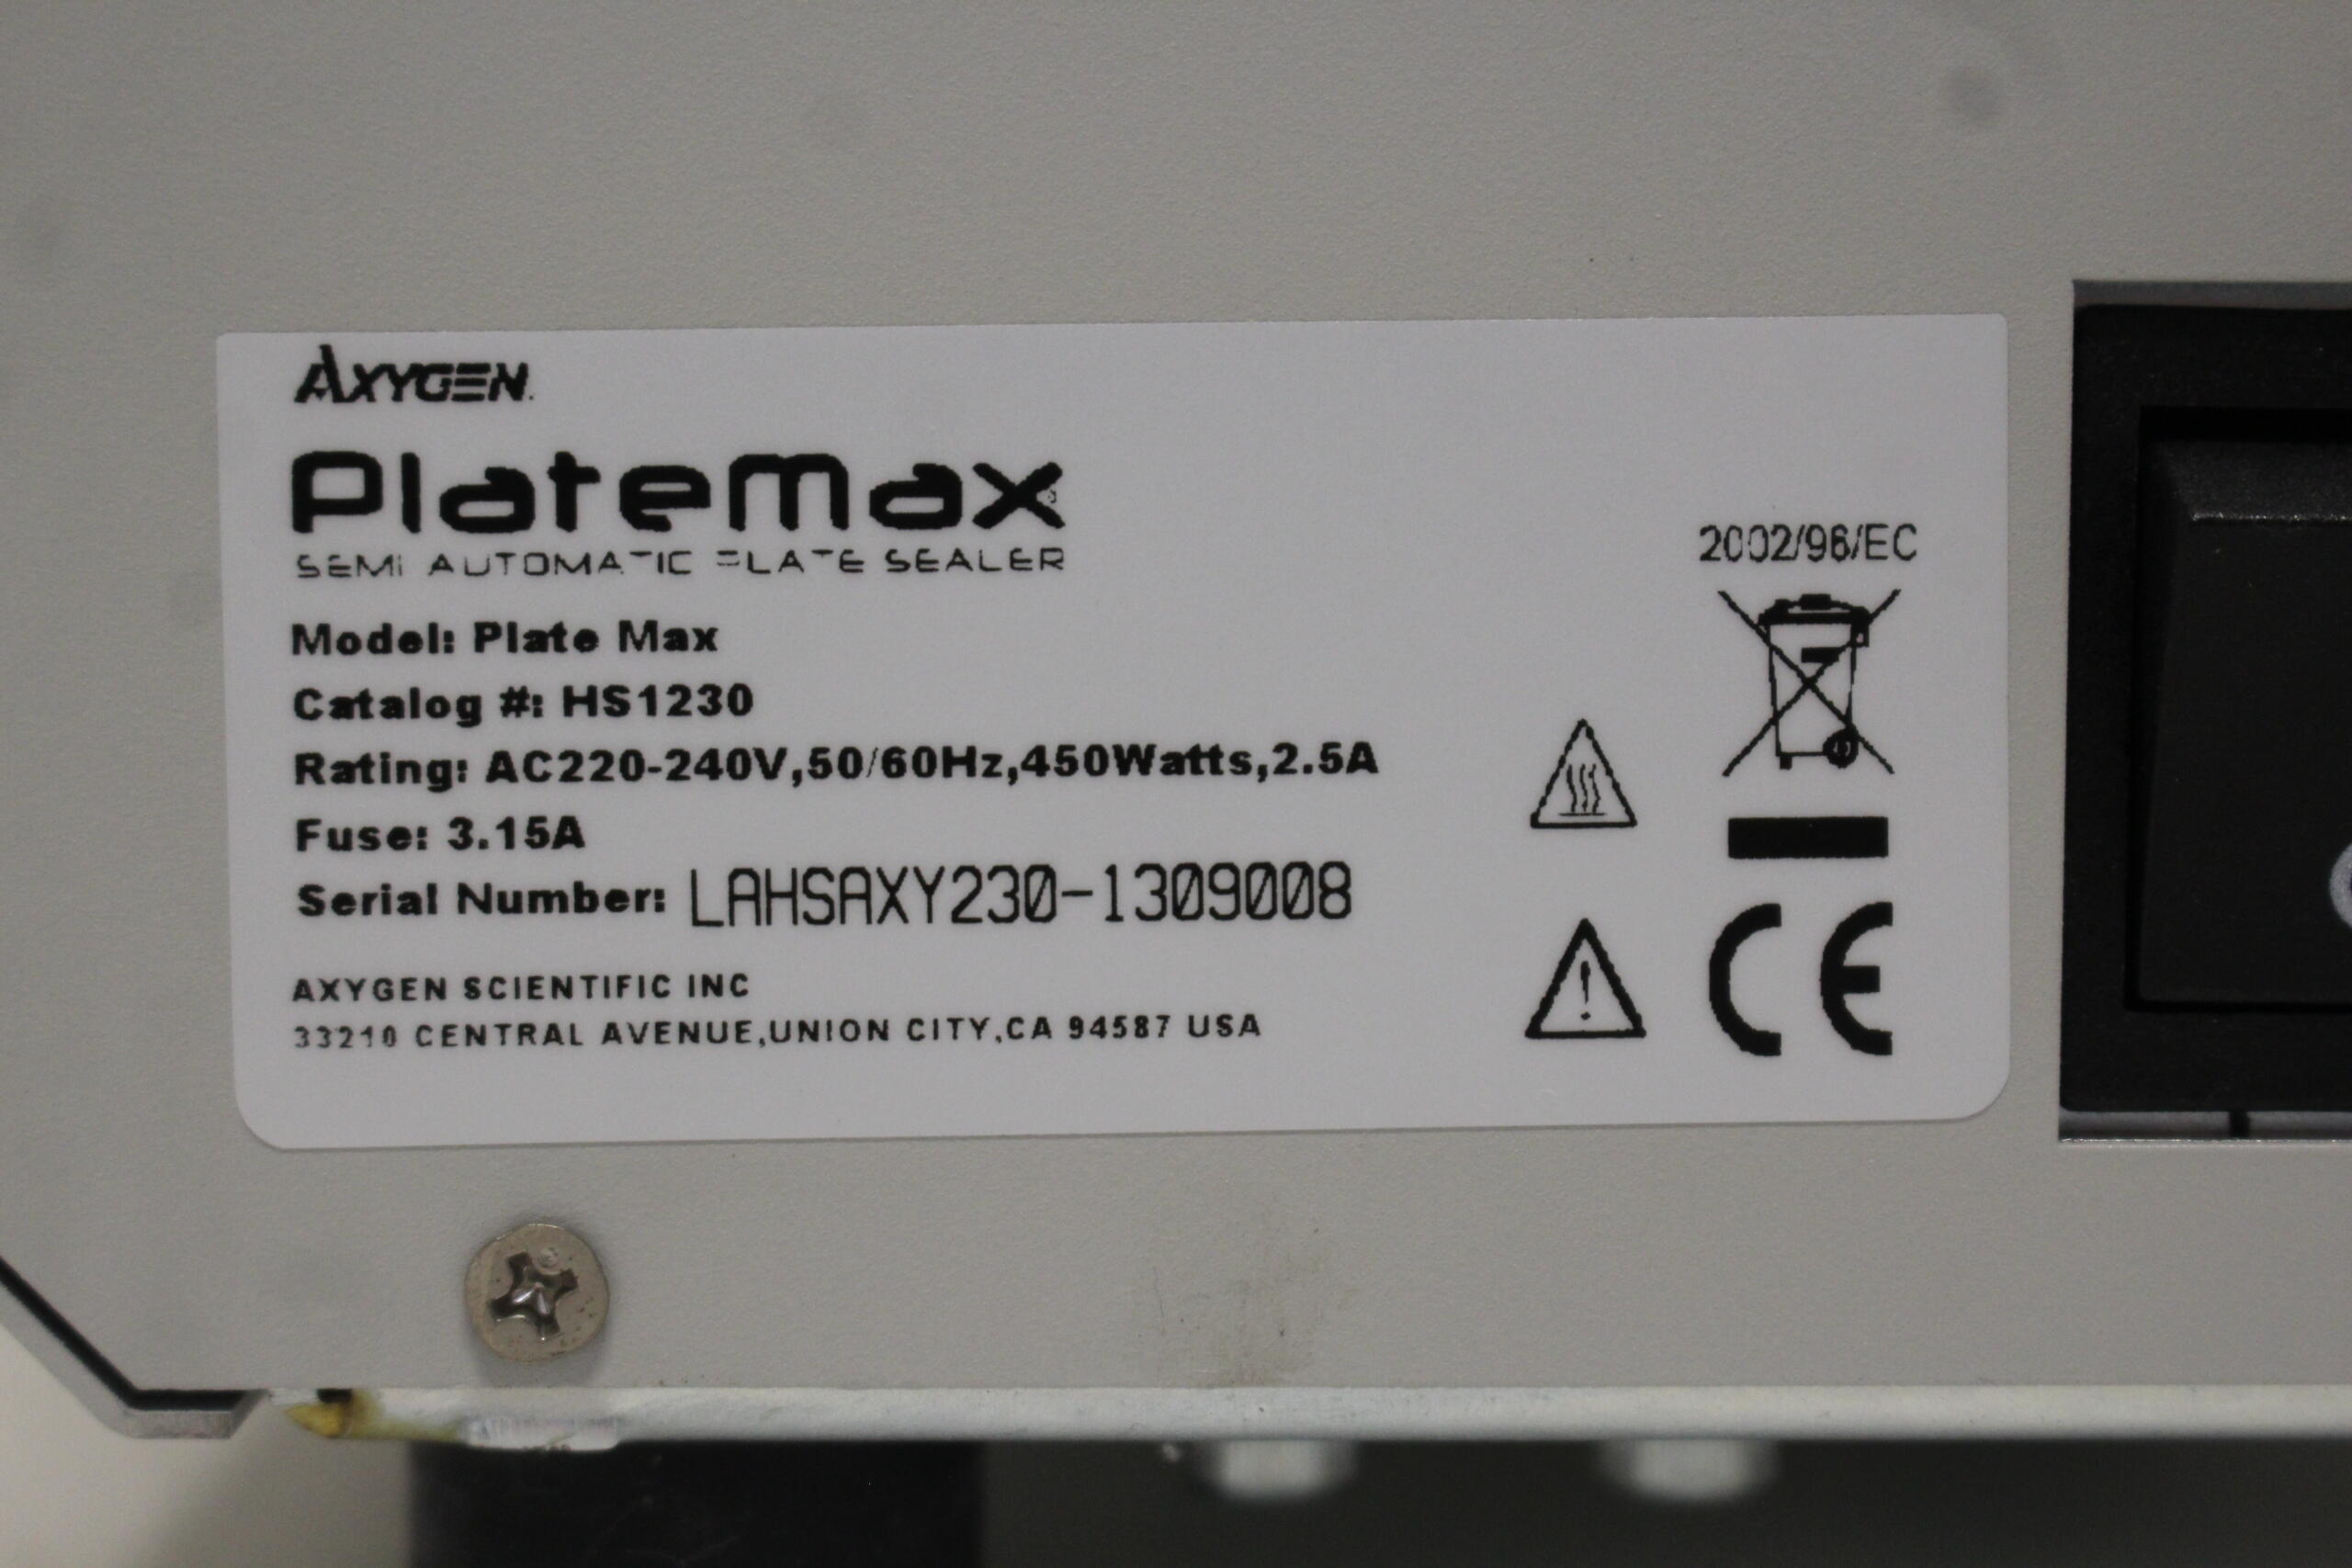 AXYGEN.
PlateMax
SEMI AUTOMATIC PLATE SEALER
Model: Plate Max
Catalog #: HS1230
Rating: AC220-240V,50/60Hz,450Watts,2.5A
Fuse: 3.15A
Serial Number: LAHSAXY230-1309008
AXYGEN SCIENTIFIC INC
33210 CENTRAL AVENUE,UNION CITY,CA 94587 USA
2002/96/EC
CE